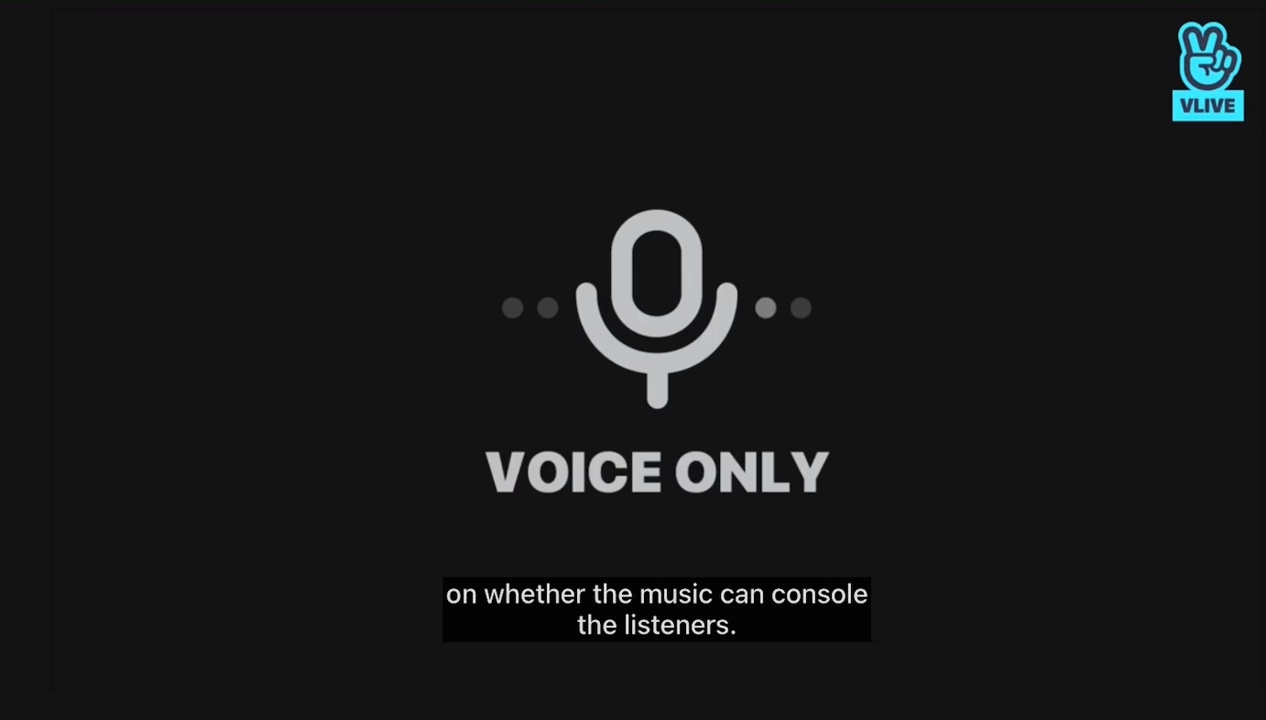 VLIVE
VOICE ONLY
on whether the music can console
the listeners.